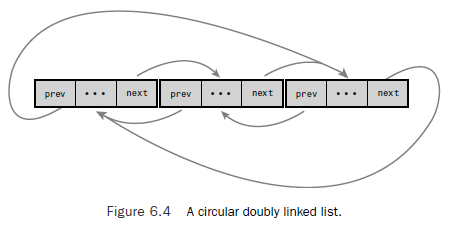 prev ••• next prev ••• next prev ••• next
Figure 6.4 A circular doubly linked list.